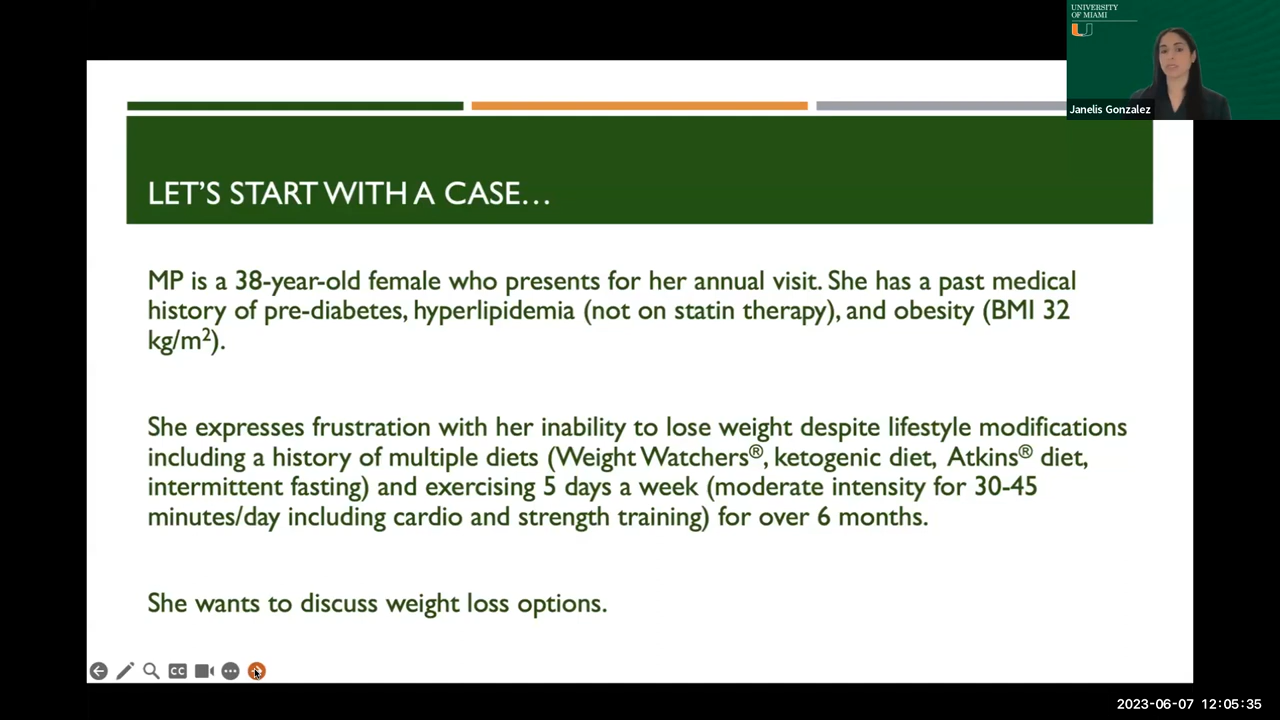 UNIVERSITY
OF MIAMI
Janelis Gonzalez
LET’S START WITH A CASE…
MP is a 38-year-old female who presents for her annual visit. She has a past medical
history of pre-diabetes, hyperlipidemia (not on statin therapy), and obesity (BMI 32
kg/m²).
She expresses frustration with her inability to lose weight despite lifestyle modifications
including a history of multiple diets (Weight Watchers®, ketogenic diet, Atkins® diet,
intermittent fasting) and exercising 5 days a week (moderate intensity for 30-45
minutes/day including cardio and strength training) for over 6 months.
She wants to discuss weight loss options.
CC
2023-06-07 12:05:35